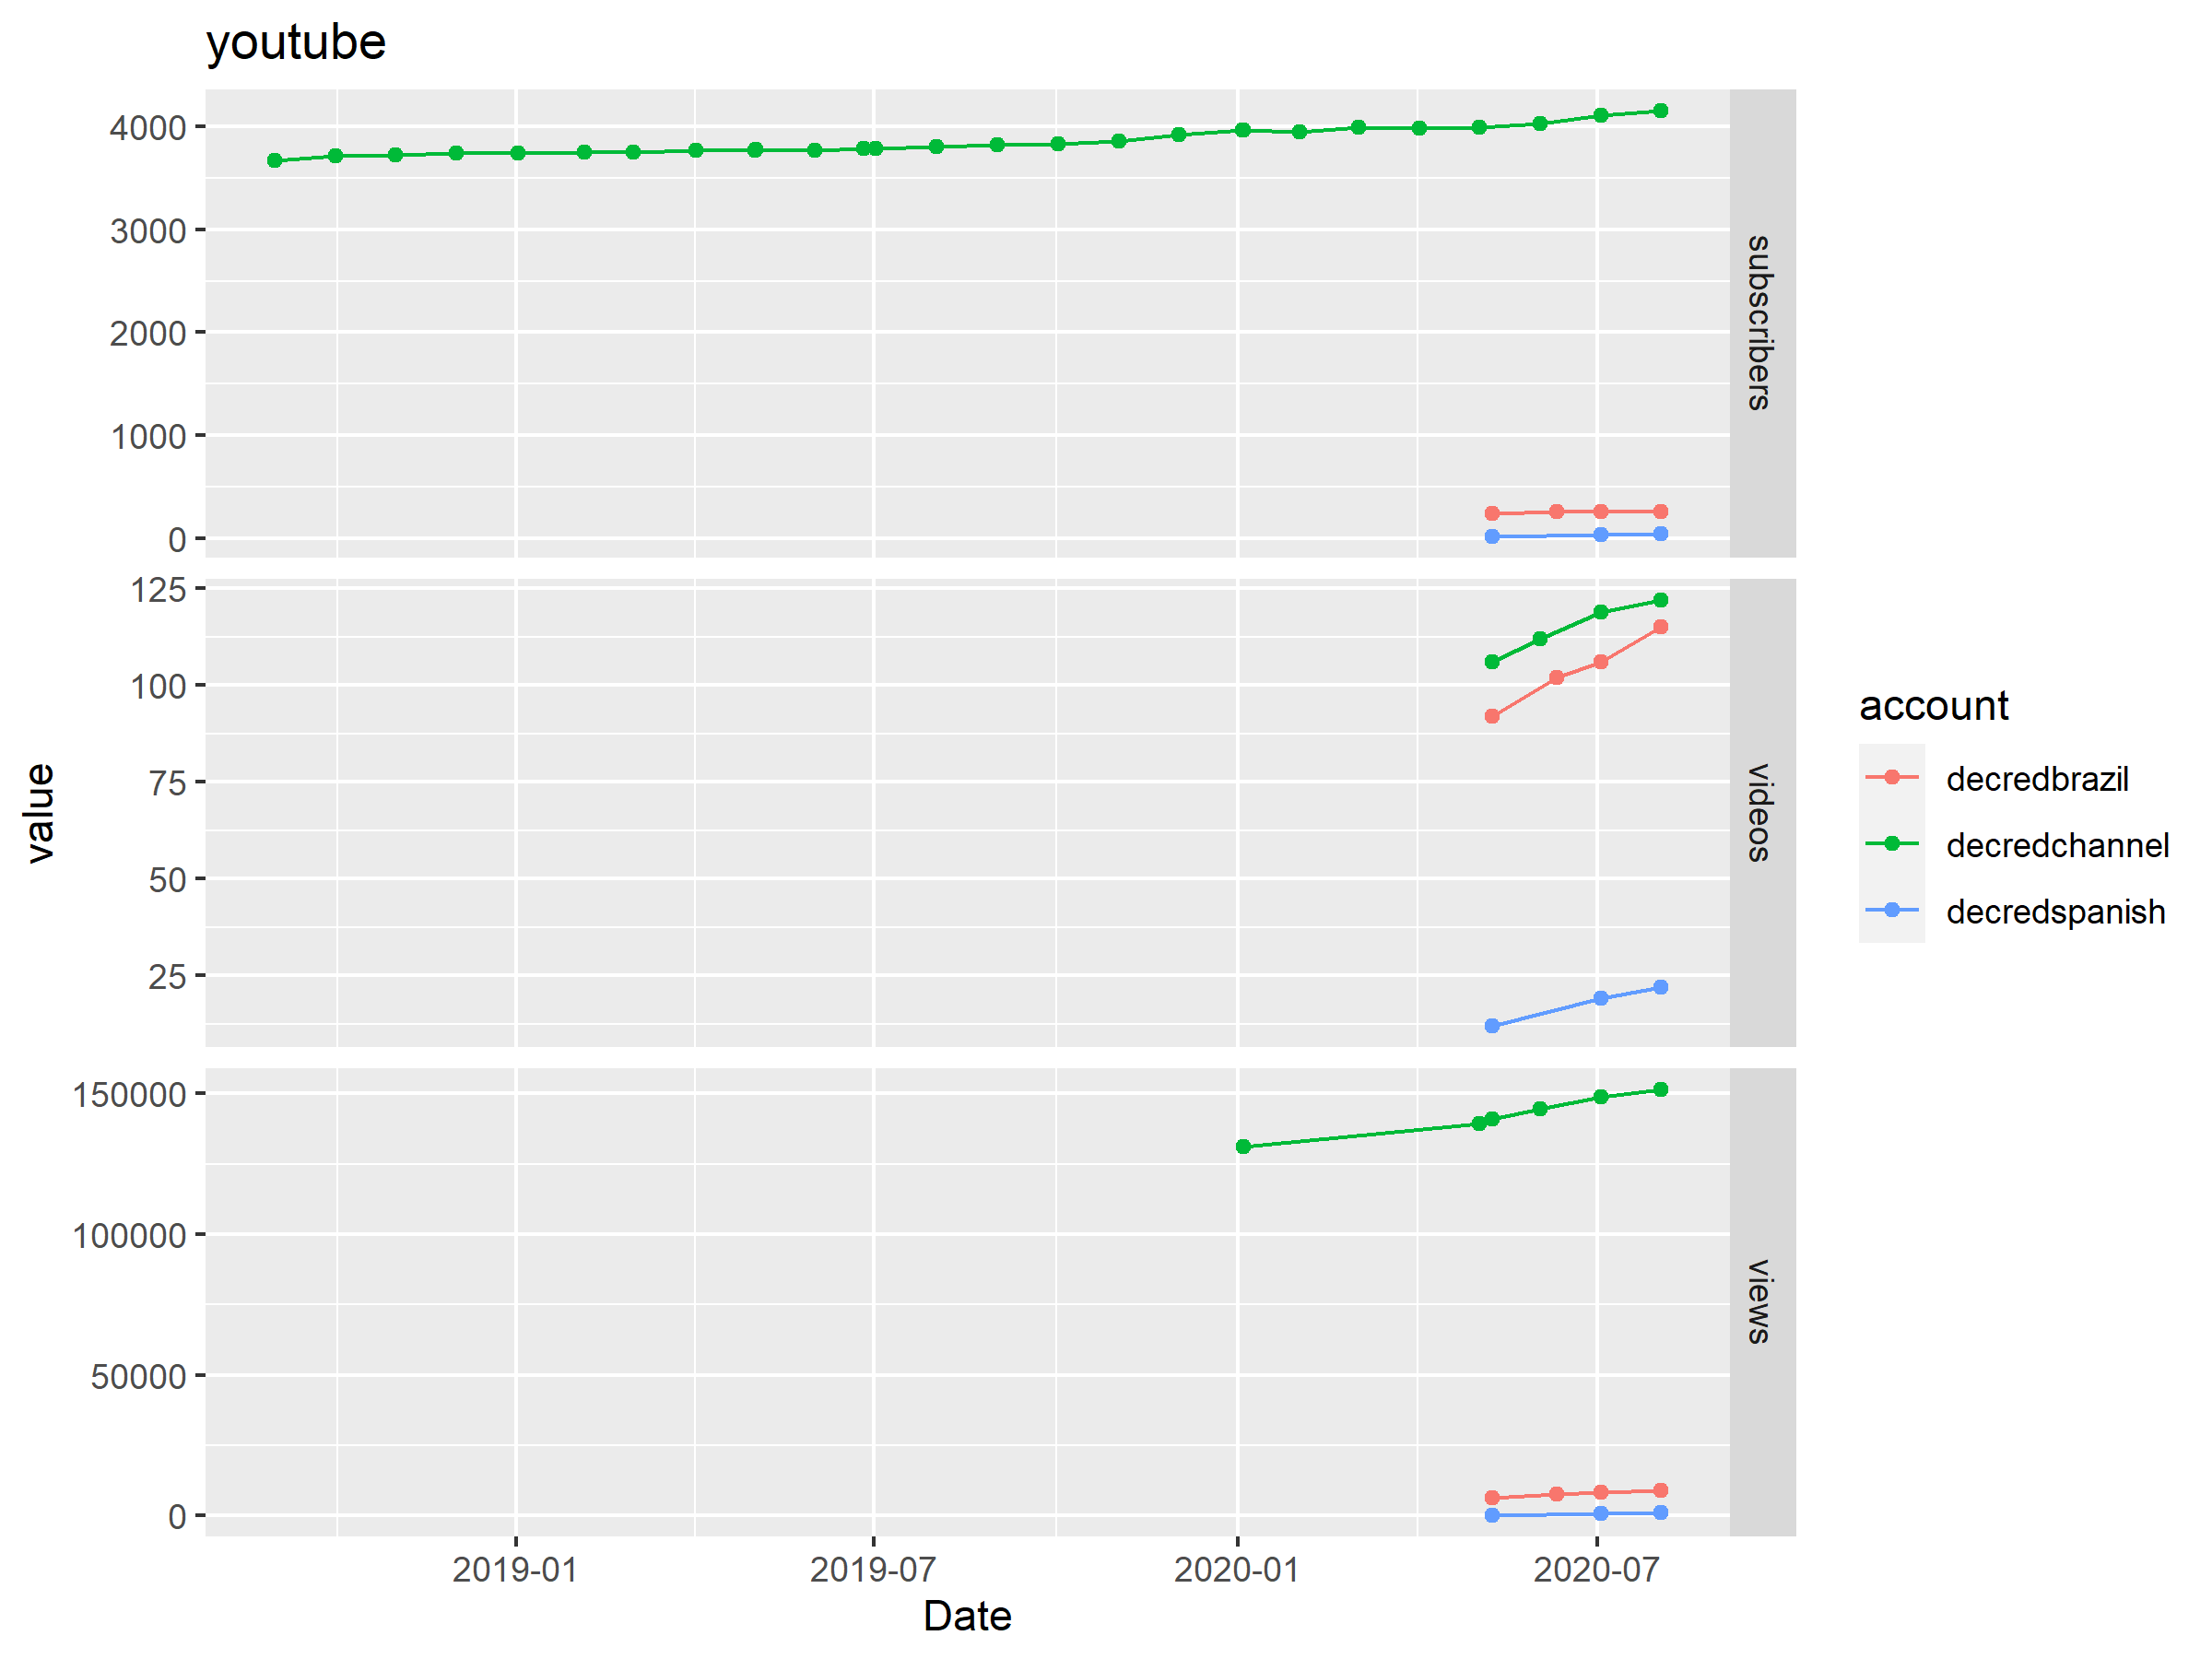 youtube
4000
3000
2000
1000
0
subscribers
125
100
75
50
25
videos
150000
100000
50000
0
views
value
2019-01
2019-07
2020-01
2020-07
Date
account
decredbrazil
decredchannel
decredspanish